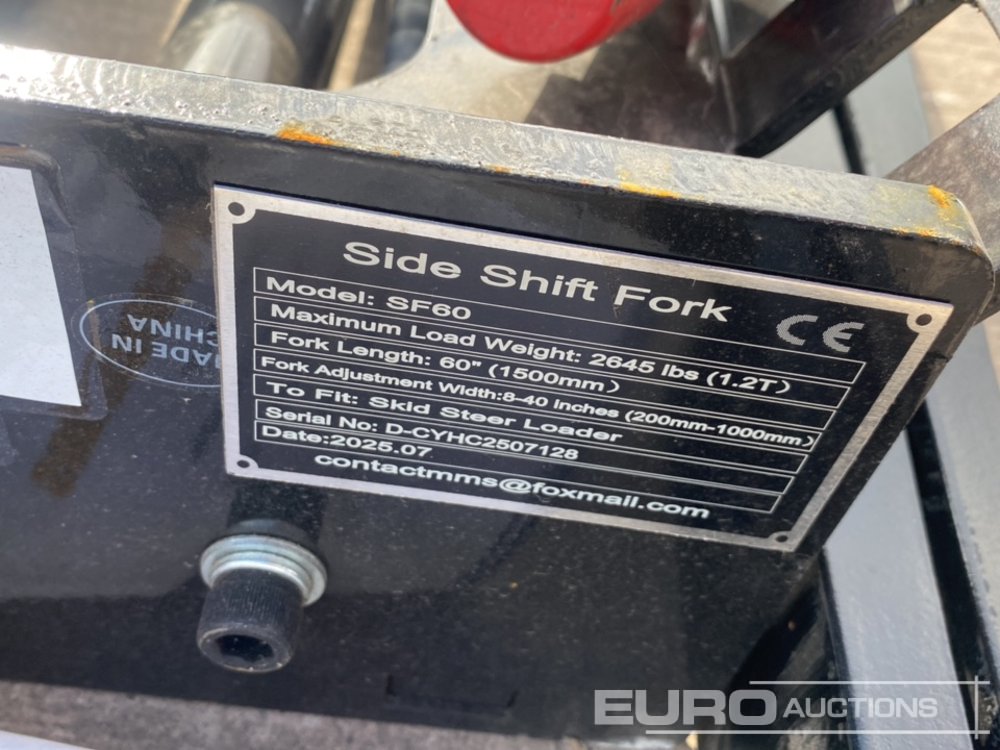 Side Shift Fork
Model: SF60
CE
Maximum Load Weight: 2645 lbs (1.2T)
Fork Length: 60" (1500mm)
Fork Adjustment Width:8-40 inches (200mm-1000mm)
To Fit: Skid Steer Loader
Serial No: D-CYHC2507128
Date:2025.07
contactmms@foxmail.com
MADE IN
CHINA
EURO AUCTIONS